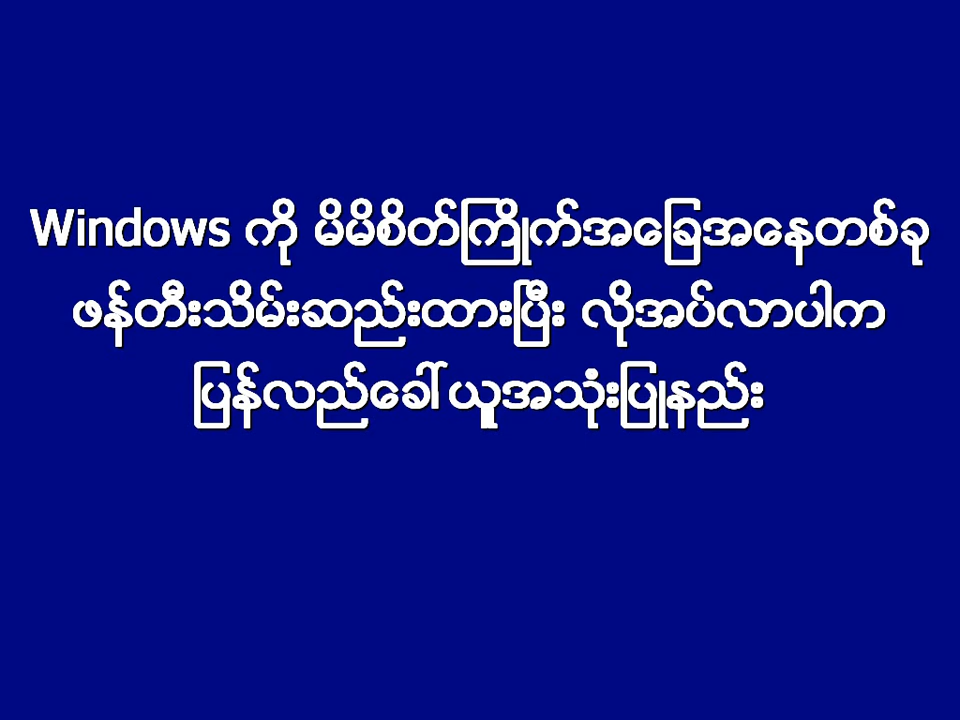 Windows ကို မိမိစိတ်ကြိုက်အခြေအနေတစ်ခု
ဖန်တီးသိမ်းဆည်းထားပြီး လိုအပ်လာပါက
ပြန်လည်ခေါ်ယူအသုံးပြုနည်း